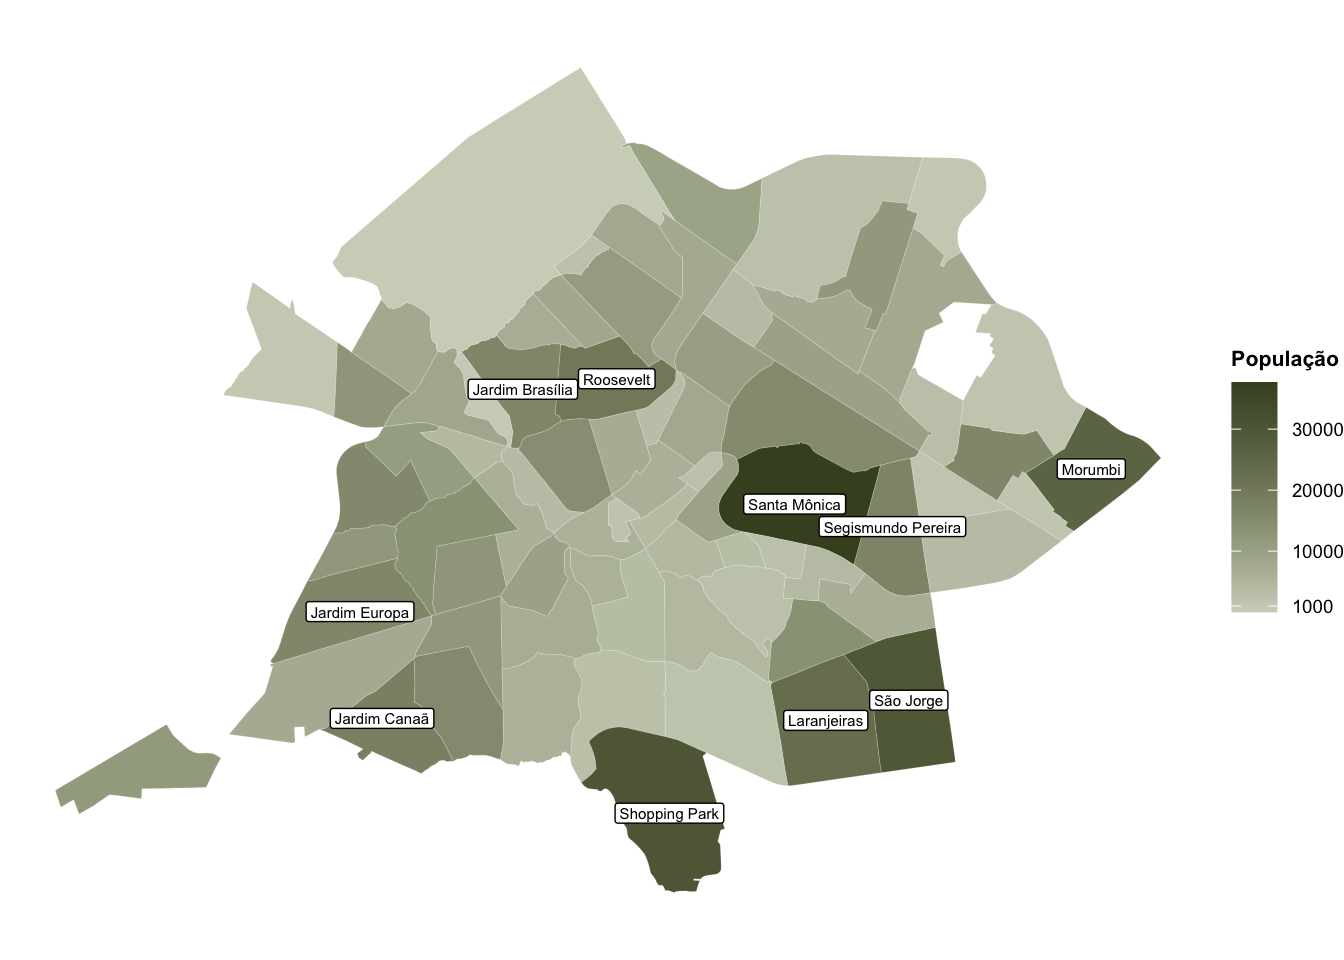 Roosevelt
Jardim Brasília
Morumbi
Santa Mônica
Segismundo Pereira
Jardim Europa
São Jorge
Jardim Canaã
Laranjeiras
Shopping Park
População
30000
20000
10000
1000